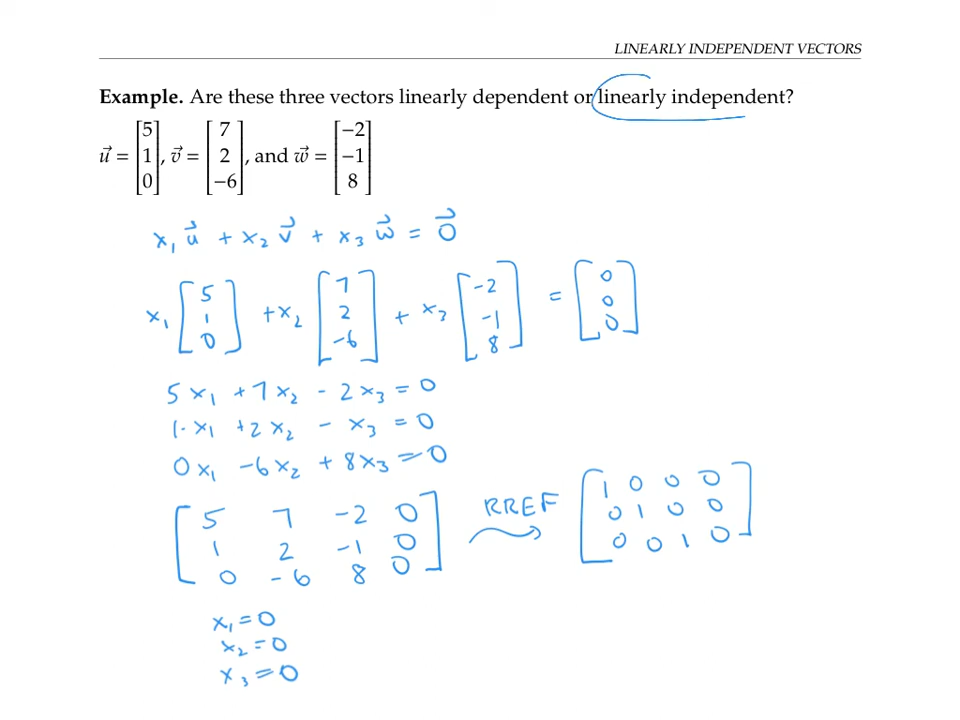 LINEARLY INDEPENDENT VECTORS
Example. Are these three vectors linearly dependent or linearly independent?
u⃗ = [5 1 0], v⃗ = [7 2 −6], and w⃗ = [−2 −1 8]
x₁ u⃗ + x₂ v⃗ + x₃ w⃗ = 0⃗
x₁ [5 1 0] + x₂ [7 2 −6] + x₃ [−2 −1 8] = [0 0 0]
5x₁ + 7x₂ − 2x₃ = 0
1·x₁ + 2x₂ − x₃ = 0
0x₁ − 6x₂ + 8x₃ = 0
[5 7 −2 0 RREF [1 0 0 0
1 2 −1 0 0 1 0 0
0 −6 8 0] 0 0 1 0]
x₁ = 0
x₂ = 0
x₃ = 0